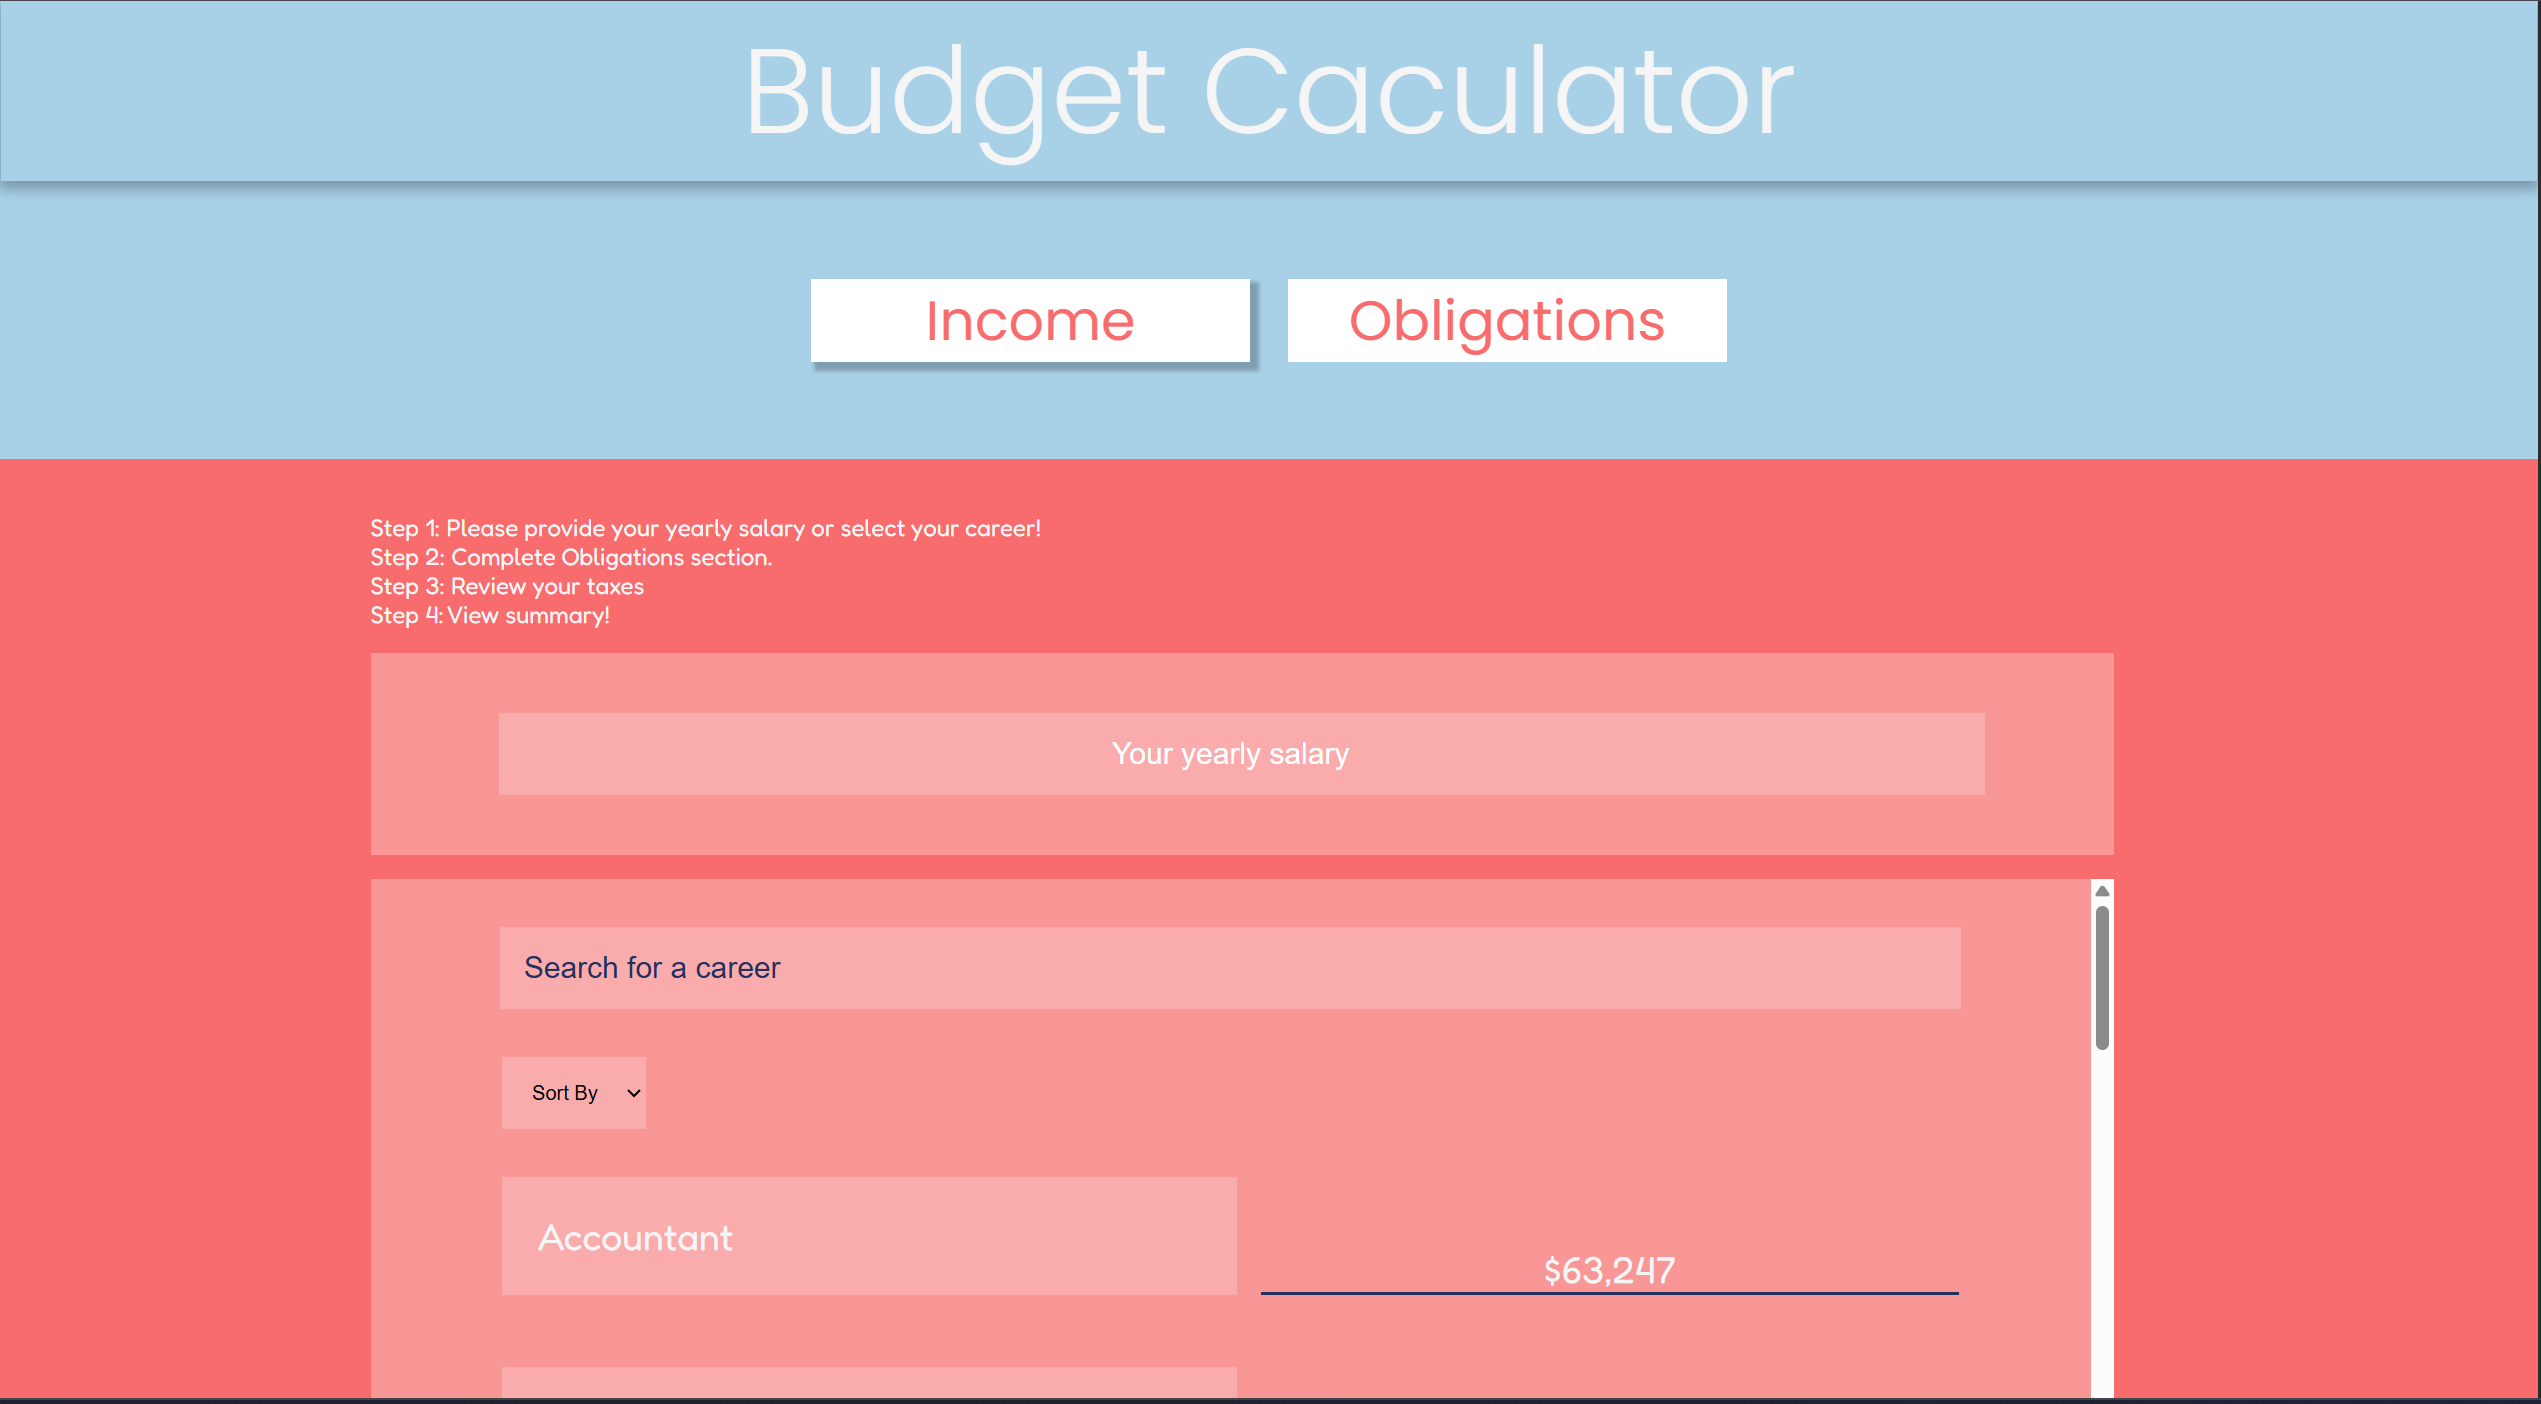 Budget Caculator
Income
Obligations
Step 1: Please provide your yearly salary or select your career!
Step 2: Complete Obligations section.
Step 3: Review your taxes
Step 4: View summary!
Your yearly salary
Search for a career
Sort By
Accountant
$63,247